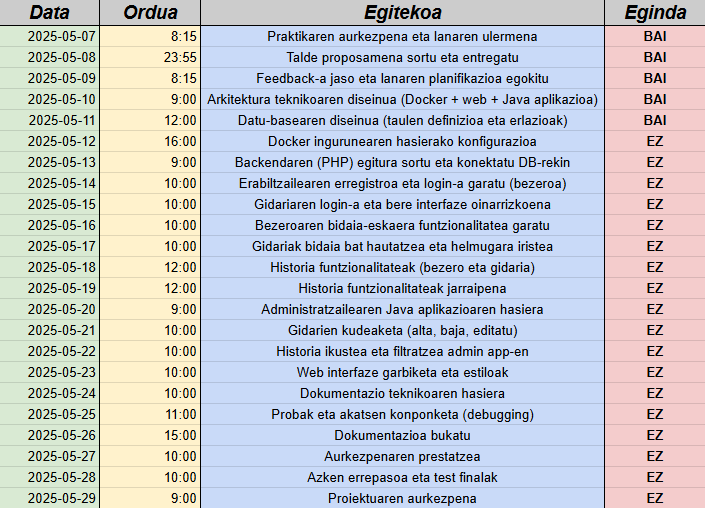 Data Ordua Egitekoa Eginda
2025-05-07 8:15 Praktikaren aurkezpena eta lanaren ulermena BAI
2025-05-08 23:55 Talde proposamena sortu eta entregatu BAI
2025-05-09 8:15 Feedback-a jaso eta lanaren planifikazioa egokitu BAI
2025-05-10 9:00 Arkitektura teknikoaren diseinua (Docker + web + Java aplikazioa) BAI
2025-05-11 12:00 Datu-basearen diseinua (taulen definizioa eta erlazioak) BAI
2025-05-12 16:00 Docker ingurunearen hasierako konfigurazioa EZ
2025-05-13 9:00 Backendaren (PHP) egitura sortu eta konektatu DB-rekin EZ
2025-05-14 10:00 Erabiltzailearen erregistroa eta login-a garatu (bezeroa) EZ
2025-05-15 10:00 Gidariaren login-a eta bere interfaze oinarrizkoena EZ
2025-05-16 10:00 Bezeroaren bidaia-eskaera funtzionalitatea garatu EZ
2025-05-17 10:00 Gidariak bidaia bat hautatzea eta helmugara iristea EZ
2025-05-18 12:00 Historia funtzionalitateak (bezero eta gidaria) EZ
2025-05-19 12:00 Historia funtzionalitateak jarraipena EZ
2025-05-20 9:00 Administratzailearen Java aplikazioaren hasiera EZ
2025-05-21 10:00 Gidarien kudeaketa (alta, baja, editatu) EZ
2025-05-22 10:00 Historia ikustea eta filtratzea admin app-en EZ
2025-05-23 10:00 Web interfaze garbiketa eta estiloak EZ
2025-05-24 10:00 Dokumentazio teknikoaren hasiera EZ
2025-05-25 11:00 Probak eta akatsen konponketa (debugging) EZ
2025-05-26 15:00 Dokumentazioa bukatu EZ
2025-05-27 10:00 Aurkezpenaren prestatzea EZ
2025-05-28 10:00 Azken errepasoa eta test finalak EZ
2025-05-29 9:00 Proiektuaren aurkezpena EZ